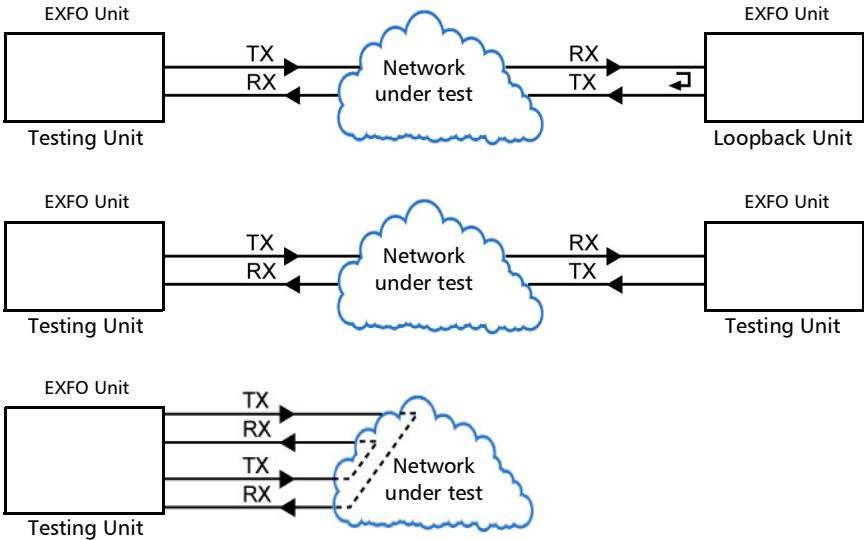 EXFO Unit
EXFO Unit
TX
RX
RX
TX
Network
under test
Testing Unit
Loopback Unit
EXFO Unit
EXFO Unit
TX
RX
RX
TX
Network
under test
Testing Unit
Testing Unit
EXFO Unit
TX
RX
TX
RX
Network
under test
Testing Unit